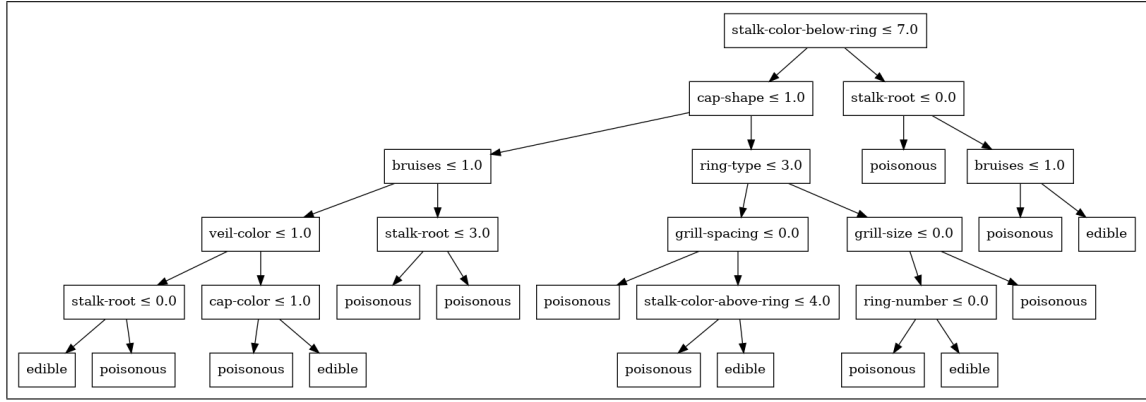 stalk-color-below-ring ≤ 7.0
cap-shape ≤ 1.0
stalk-root ≤ 0.0
bruises ≤ 1.0
ring-type ≤ 3.0
poisonous
bruises ≤ 1.0
veil-color ≤ 1.0
stalk-root ≤ 3.0
grill-spacing ≤ 0.0
grill-size ≤ 0.0
poisonous
edible
stalk-root ≤ 0.0
cap-color ≤ 1.0
poisonous
poisonous
poisonous
stalk-color-above-ring ≤ 4.0
ring-number ≤ 0.0
poisonous
edible
poisonous
poisonous
edible
poisonous
edible
poisonous
edible